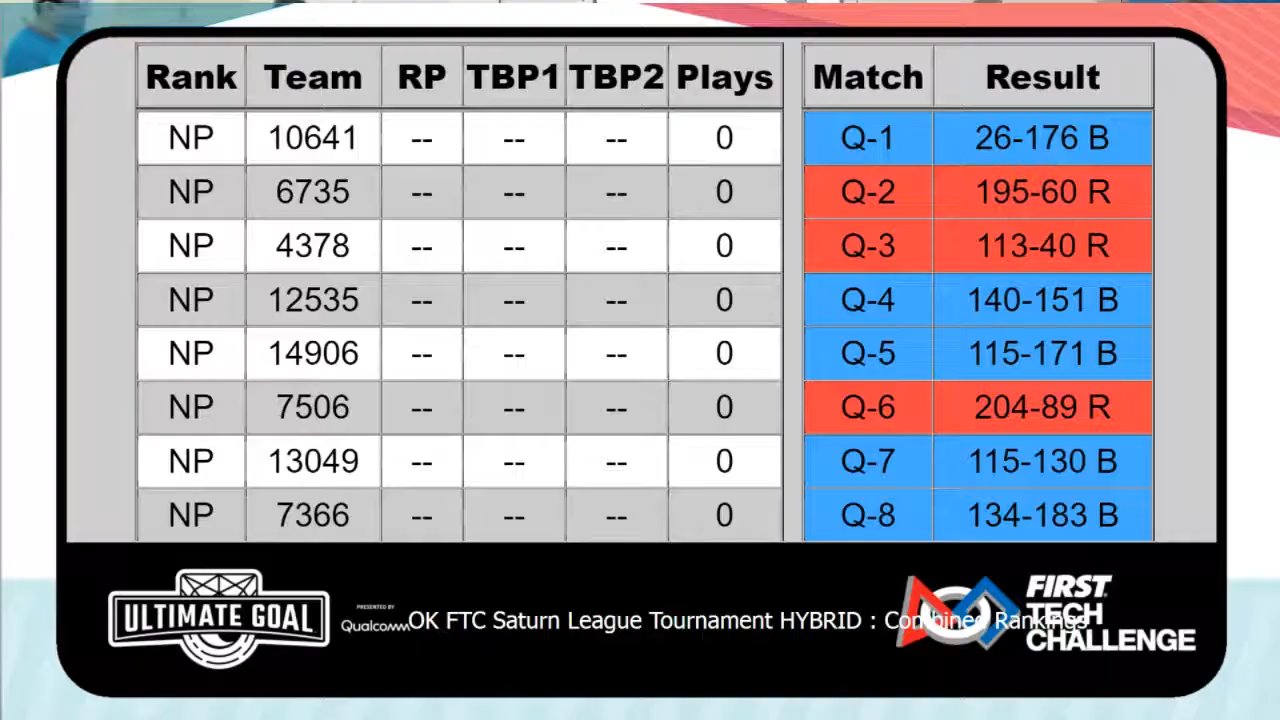 Rank Team RP TBP1 TBP2 Plays Match Result
NP 10641 -- -- -- 0 Q-1 26-176 B
NP 6735 -- -- -- 0 Q-2 195-60 R
NP 4378 -- -- -- 0 Q-3 113-40 R
NP 12535 -- -- -- 0 Q-4 140-151 B
NP 14906 -- -- -- 0 Q-5 115-171 B
NP 7506 -- -- -- 0 Q-6 204-89 R
NP 13049 -- -- -- 0 Q-7 115-130 B
NP 7366 -- -- -- 0 Q-8 134-183 B
ULTIMATE GOAL
PRESENTED BY
Qualcomm
OK FTC Saturn League Tournament HYBRID : Combined Rankings
FIRST
TECH
CHALLENGE